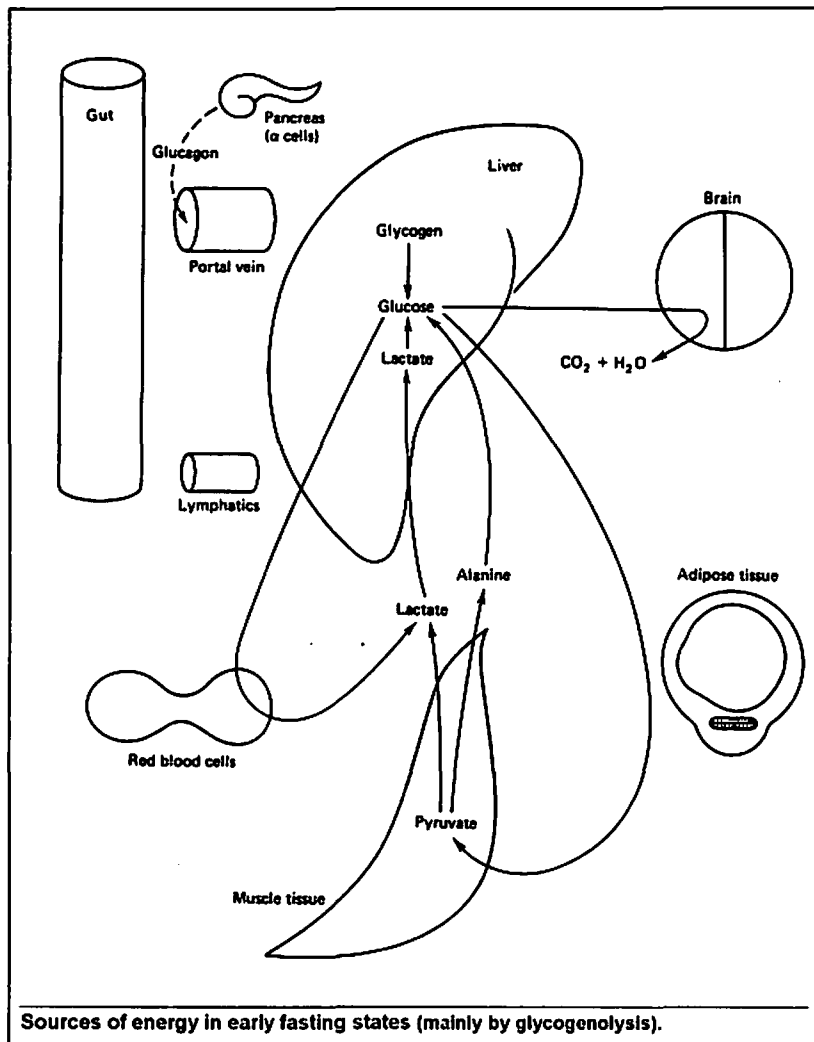 Gut
Pancreas
(α cells)
Glucagon
Portal vein
Liver
Brain
Glycogen
Glucose
Lactate
CO₂ + H₂O
Lymphatics
Alanine
Lactate
Adipose tissue
Red blood cells
Pyruvate
Muscle tissue
Sources of energy in early fasting states (mainly by glycogenolysis).